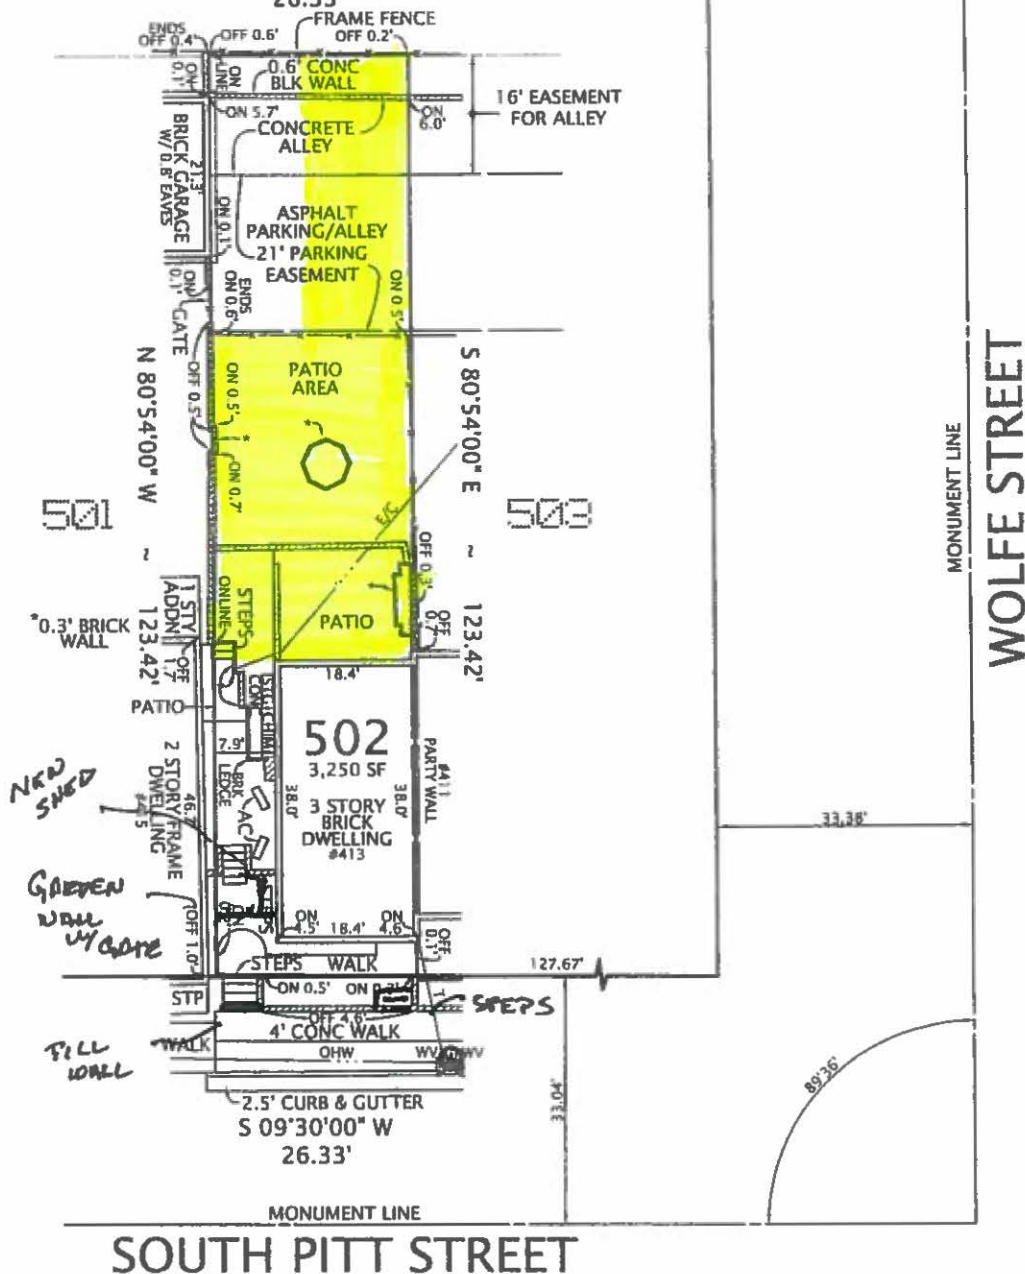 FRAME FENCE
ENDS
OFF 0.4'
OFF 0.6'
OFF 0.2'
ON
0.1'
ON
LINE
0.6' CONC
BLK WALL
16' EASEMENT
FOR ALLEY
ON 5.7'
ON
6.0'
CONCRETE
ALLEY
BRICK GARAGE
W/ 0.8' EAVES
21.3'
ON 0.1'
ASPHALT
PARKING/ALLEY
21' PARKING
EASEMENT
ON
0.1'
ENDS
ON 0.6'
ON 0.5'
GATE
OFF 0.5'
N 80°54'00" W ~ 123.42'
PATIO
AREA
ON 0.5'
*
*
ON 0.7'
S 80°54'00" E ~ 123.42'
501
503
E/C
OFF 0.3'
OFF
0.7'
1 STY
ADDN
*0.3' BRICK
WALL
OFF
1.7'
ONLINE
STEPS
PATIO
PATIO
18.4'
502
3,250 SF
3 STORY
BRICK
DWELLING
#413
38.0'
38.0'
#411
PARTY WALL
7.9'
BRK
LEDGE
AC
2 STORY FRAME
DWELLING
NEW
SHED
GARDEN
WALL
W/ GATE
OFF 1.0'
ON
4.5'
18.4'
ON
4.6'
OFF
0.1'
STEPS WALK
127.67'
STP
ON 0.5'
STEPS
OFF 4.6'
4' CONC WALK
WALK
OHW
WV
WV
2.5' CURB & GUTTER
S 09°30'00" W
26.33'
33.36'
33.04'
89°36'
MONUMENT LINE
WOLFE STREET
MONUMENT LINE
SOUTH PITT STREET